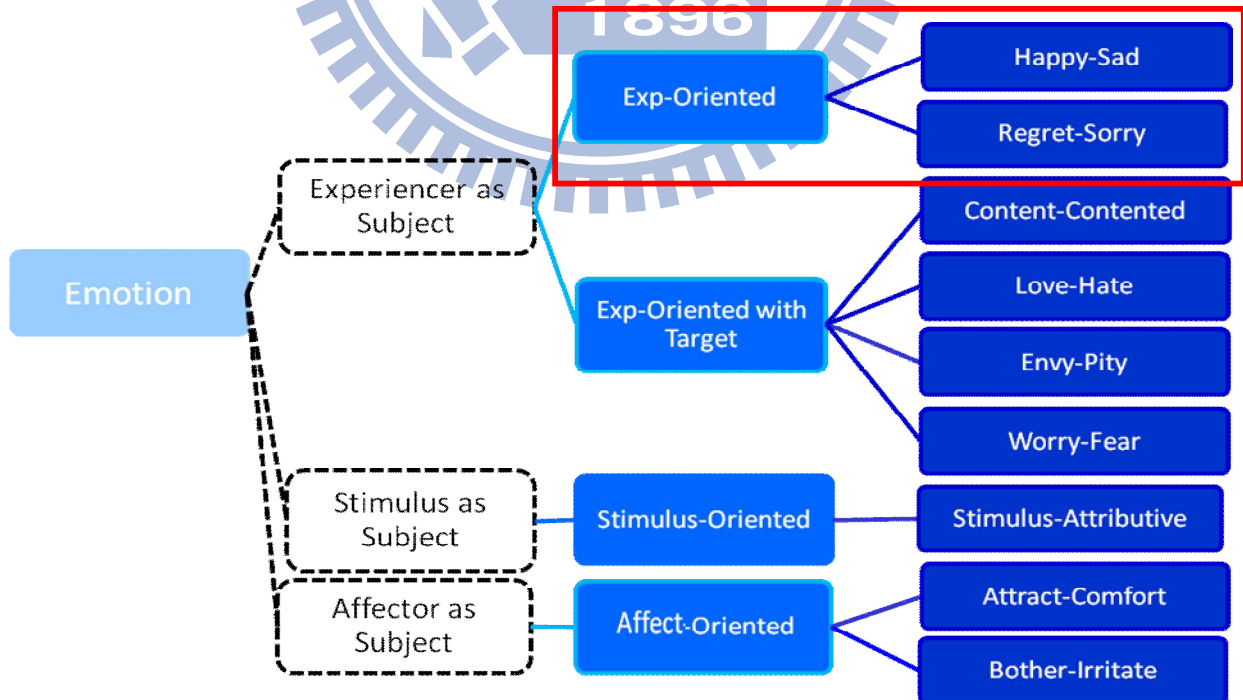 1896
Emotion
Experiencer as
Subject
Exp-Oriented
Happy-Sad
Regret-Sorry
Exp-Oriented with
Target
Content-Contented
Love-Hate
Envy-Pity
Worry-Fear
Stimulus as
Subject
Stimulus-Oriented
Stimulus-Attributive
Affector as
Subject
Affect-Oriented
Attract-Comfort
Bother-Irritate